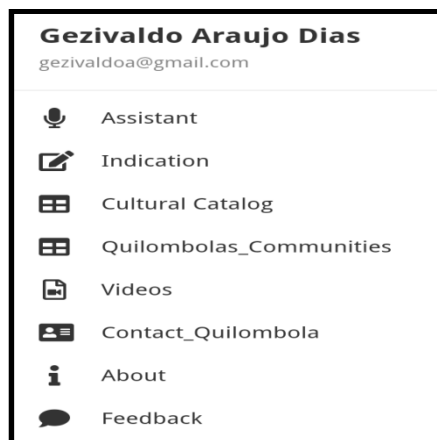 Gezivaldo Araujo Dias
gezivaldoa@gmail.com
Assistant
Indication
Cultural Catalog
Quilombolas_Communities
Videos
Contact_Quilombola
About
Feedback